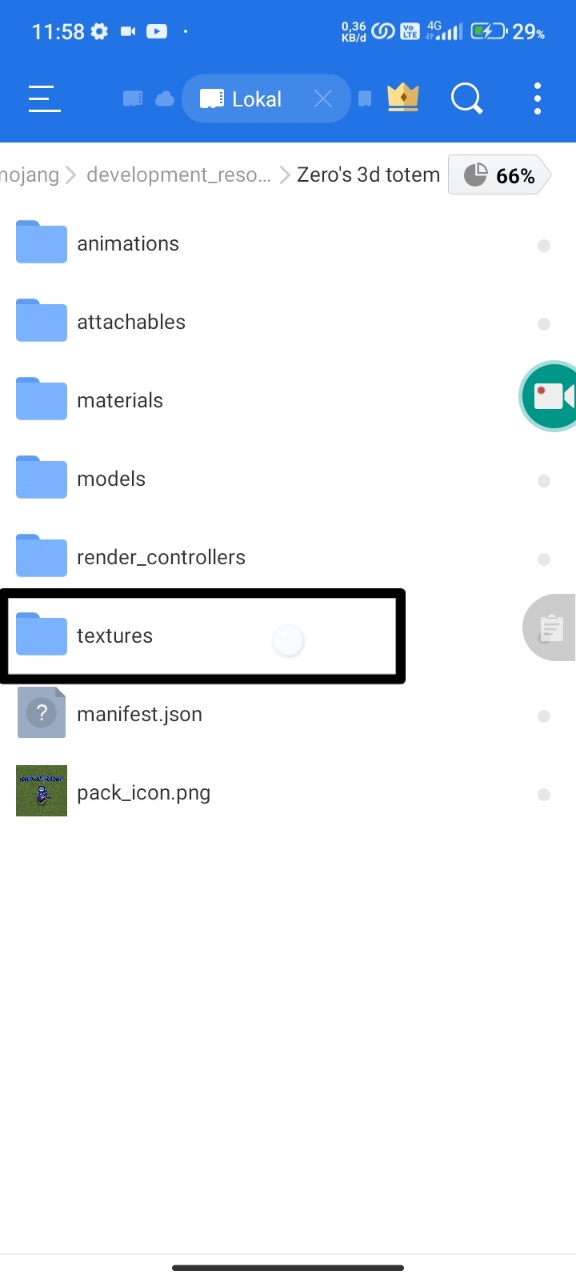 11:58
0,36
KB/d
Vo
LTE
4G
29%
Lokal
mojang
development_reso...
Zero's 3d totem
66%
animations
attachables
materials
models
render_controllers
textures
?
manifest.json
pack_icon.png